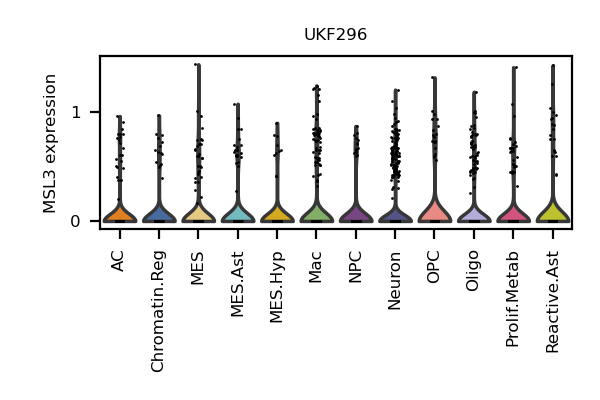 UKF296
MSL3 expression
1
0
AC
Chromatin.Reg
MES
MES.Ast
MES.Hyp
Mac
NPC
Neuron
OPC
Oligo
Prolif.Metab
Reactive.Ast